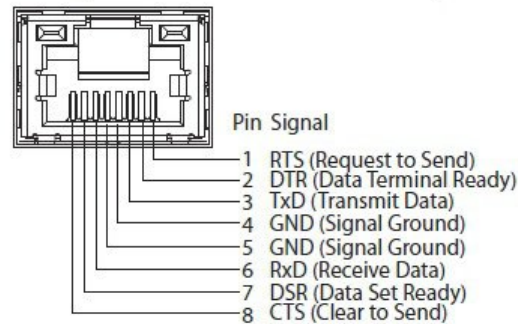 Pin Signal
1 RTS (Request to Send)
2 DTR (Data Terminal Ready)
3 TxD (Transmit Data)
4 GND (Signal Ground)
5 GND (Signal Ground)
6 RxD (Receive Data)
7 DSR (Data Set Ready)
8 CTS (Clear to Send)